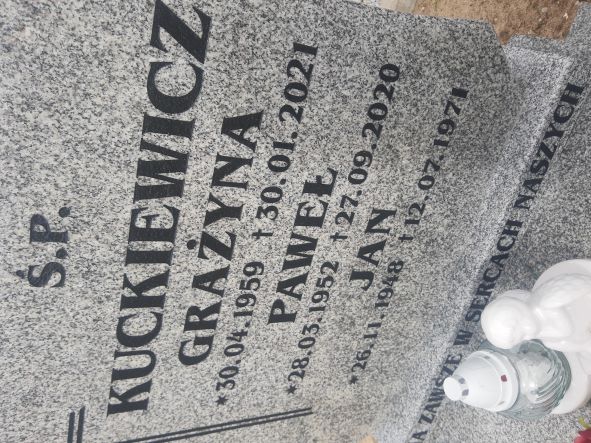 Ś.P.
KUCKIEWICZ
GRAŻYNA
*30.04.1959 †30.01.2021
PAWEŁ
*28.03.1952 †27.09.2020
JAN
*26.11.1948 †12.07.1971
NA ZAWSZE W SERCACH NASZYCH